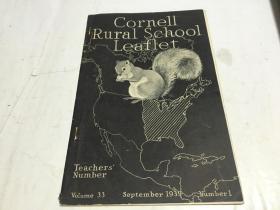 Cornell
Rural School
Leaflet
Teachers'
Number
Volume 33 September 1939 Number 1